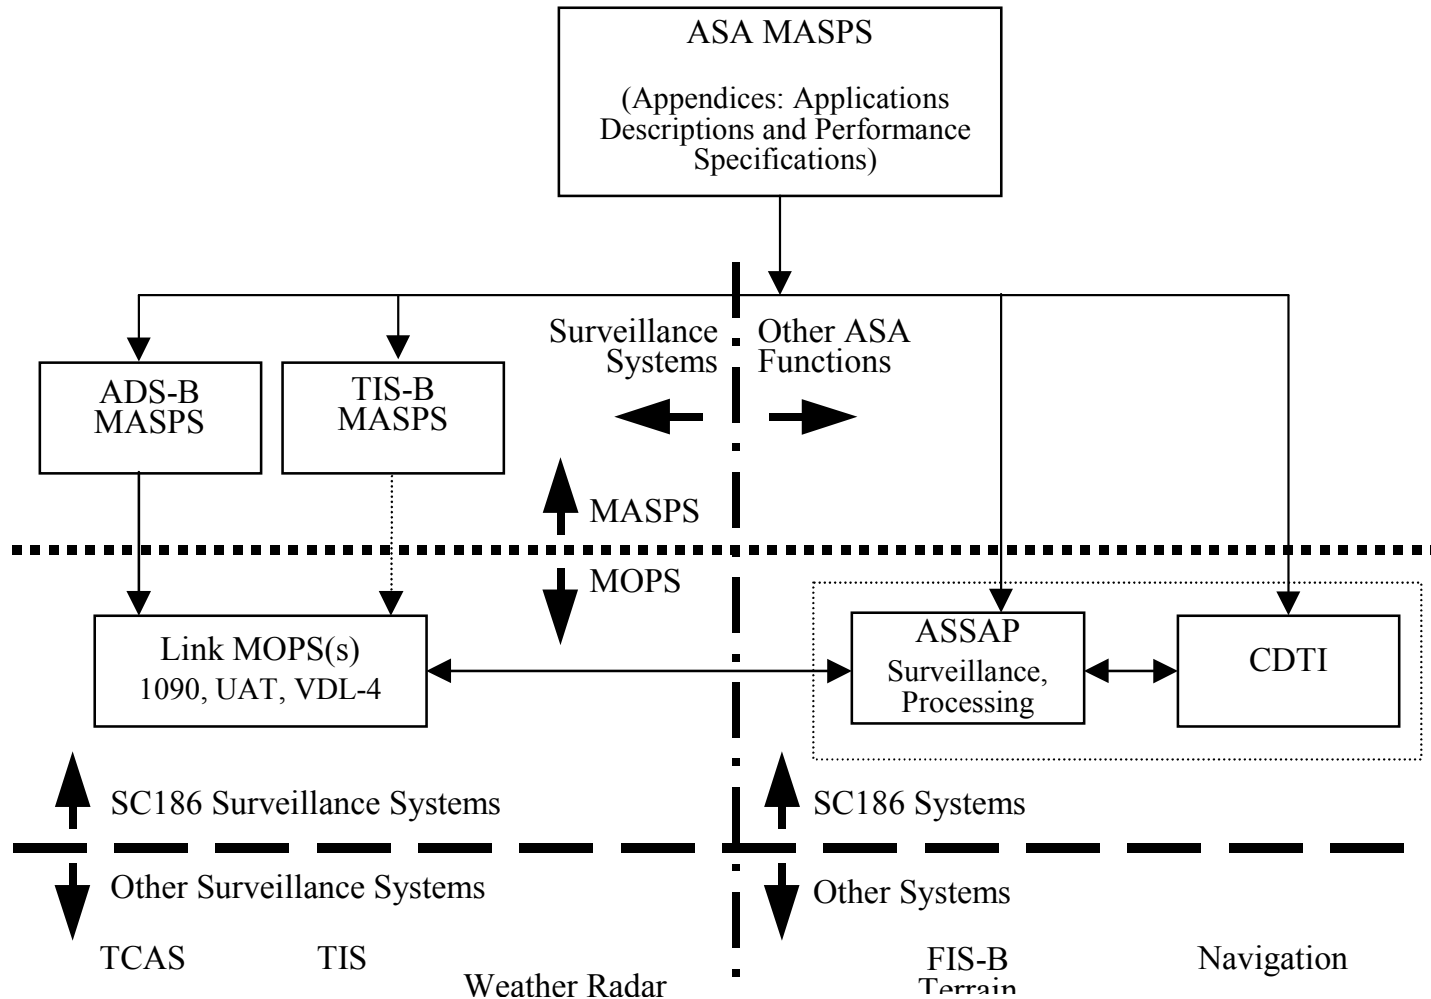 ASA MASPS
(Appendices: Applications
Descriptions and Performance
Specifications)
Surveillance
Systems
Other ASA
Functions
ADS-B
MASPS
TIS-B
MASPS
MASPS
MOPS
Link MOPS(s)
1090, UAT, VDL-4
ASSAP
Surveillance,
Processing
CDTI
SC186 Surveillance Systems
SC186 Systems
Other Surveillance Systems
Other Systems
TCAS
TIS
Weather Radar
FIS-B
Terrain
Navigation